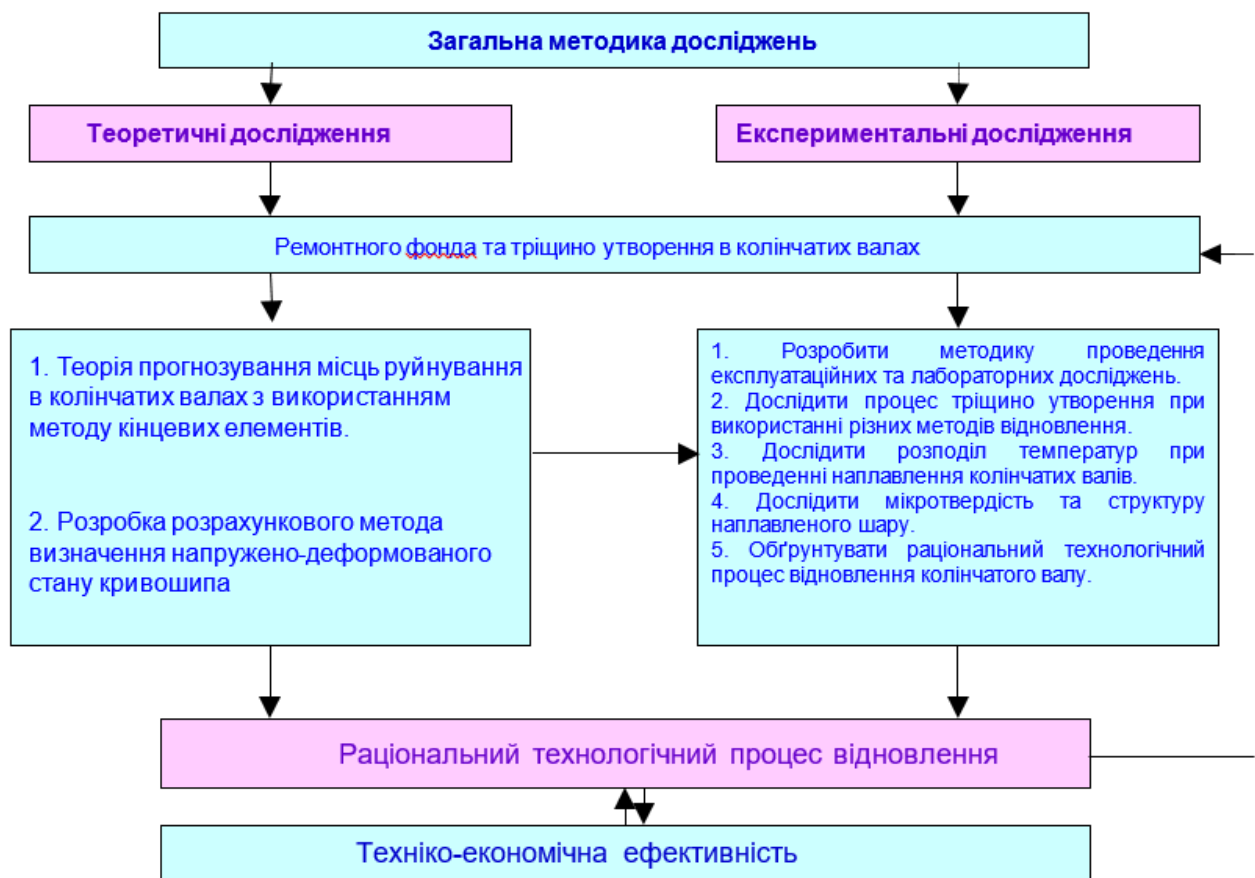 Загальна методика досліджень
Теоретичні дослідження
Експериментальні дослідження
Ремонтного фонда та тріщино утворення в колінчатих валах
1. Теорія прогнозування місць руйнування
в колінчатих валах з використанням
методу кінцевих елементів.
2. Розробка розрахункового метода
визначення напружено-деформованого
стану кривошипа
1. Розробити методику проведення
експлуатаційних та лабораторних досліджень.
2. Дослідити процес тріщино утворення при
використанні різних методів відновлення.
3. Дослідити розподіл температур при
проведенні наплавлення колінчатих валів.
4. Дослідити мікротвердість та структуру
наплавленого шару.
5. Обґрунтувати раціональний технологічний
процес відновлення колінчатого валу.
Раціональний технологічний процес відновлення
Техніко-економічна ефективність